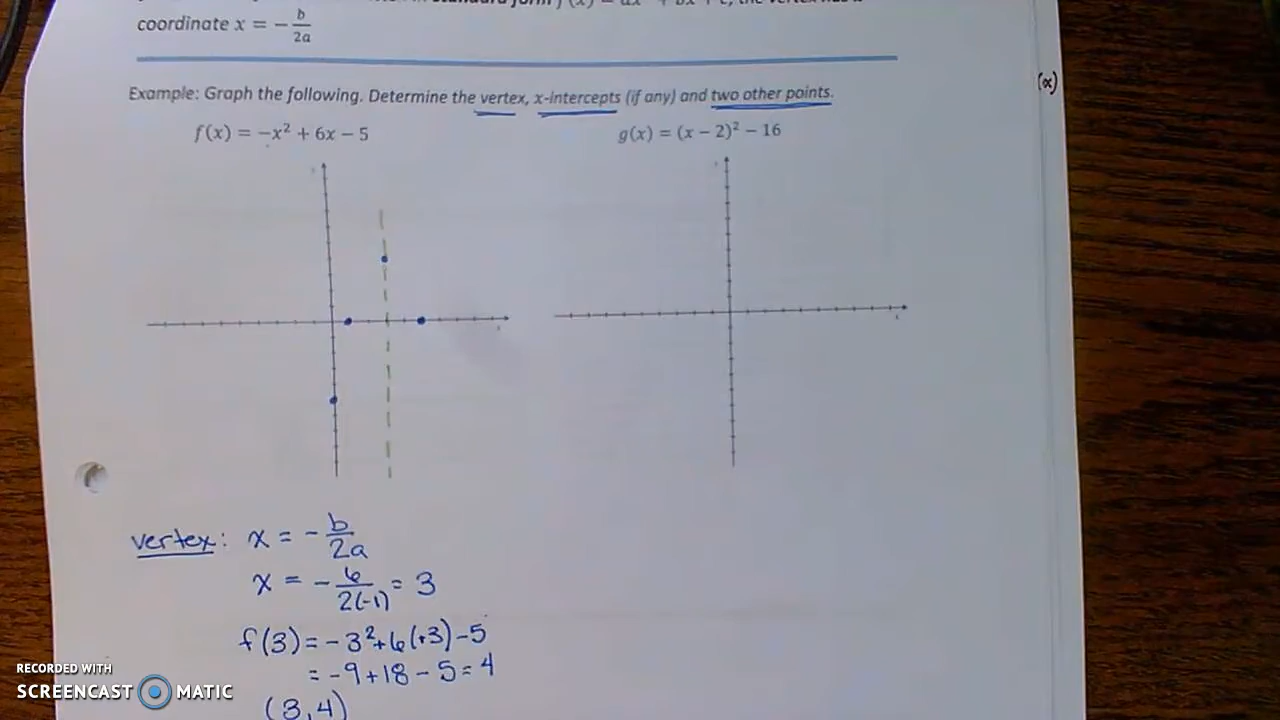 standard form
coordinate x = − b/2a
Example: Graph the following. Determine the vertex, x-intercepts (if any) and two other points.
f(x) = −x² + 6x − 5
g(x) = (x − 2)² − 16
(x)
vertex: x = − b/2a
x = − 6/2(-1) = 3
f(3) = − 3² + 6(+3) − 5
= −9 + 18 − 5 = 4
(3,4)
RECORDED WITH
SCREENCAST MATIC